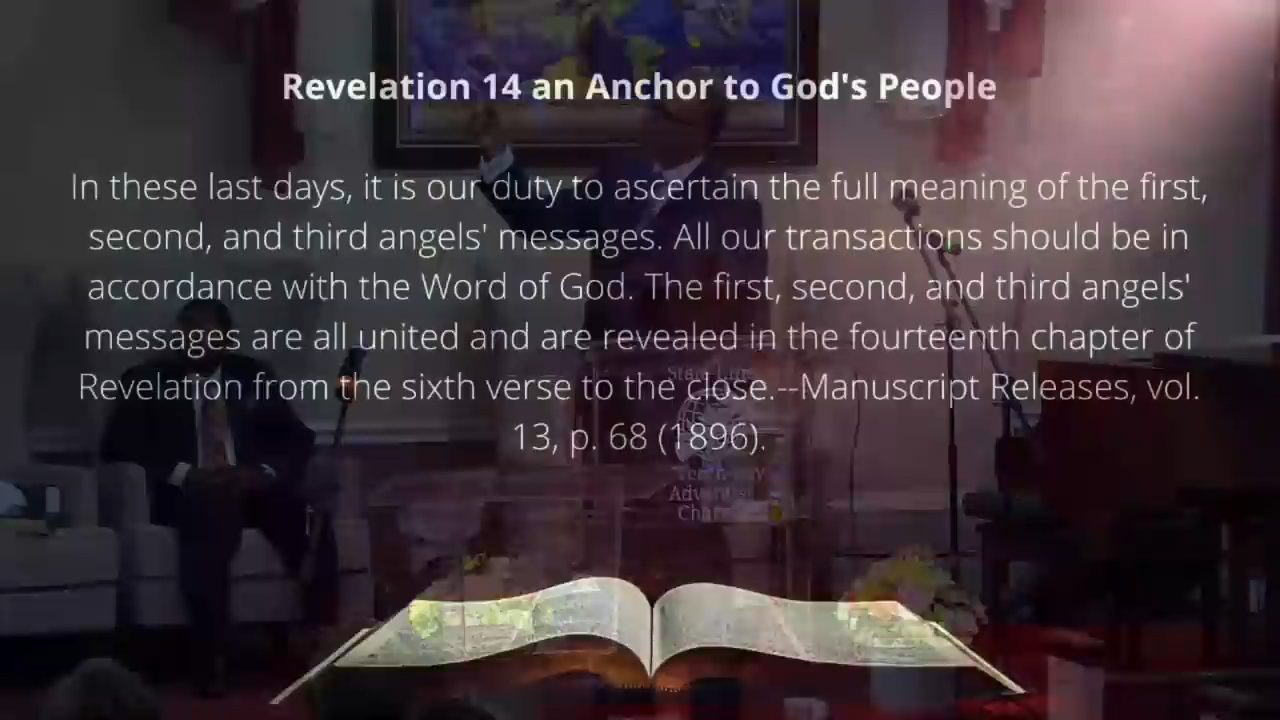 Revelation 14 an Anchor to God's People
In these last days, it is our duty to ascertain the full meaning of the first,
second, and third angels' messages. All our transactions should be in
accordance with the Word of God. The first, second, and third angels'
messages are all united and are revealed in the fourteenth chapter of
Revelation from the sixth verse to the close.--Manuscript Releases, vol.
13, p. 68 (1896).
State Line
Adventist